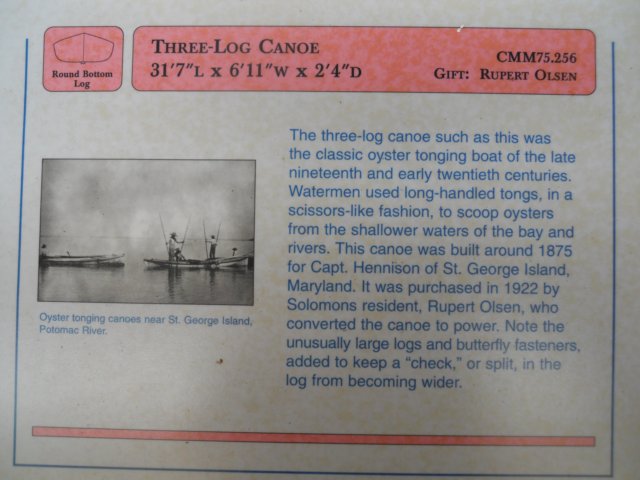 Round Bottom
Log
THREE-LOG CANOE
31'7"L X 6'11"W X 2'4"D
CMM75.256
GIFT: RUPERT OLSEN
The three-log canoe such as this was
the classic oyster tonging boat of the late
nineteenth and early twentieth centuries.
Watermen used long-handled tongs, in a
scissors-like fashion, to scoop oysters
from the shallower waters of the bay and
rivers. This canoe was built around 1875
for Capt. Hennison of St. George Island,
Maryland. It was purchased in 1922 by
Solomons resident, Rupert Olsen, who
converted the canoe to power. Note the
unusually large logs and butterfly fasteners,
added to keep a “check,” or split, in the
log from becoming wider.
Oyster tonging canoes near St. George Island,
Potomac River.